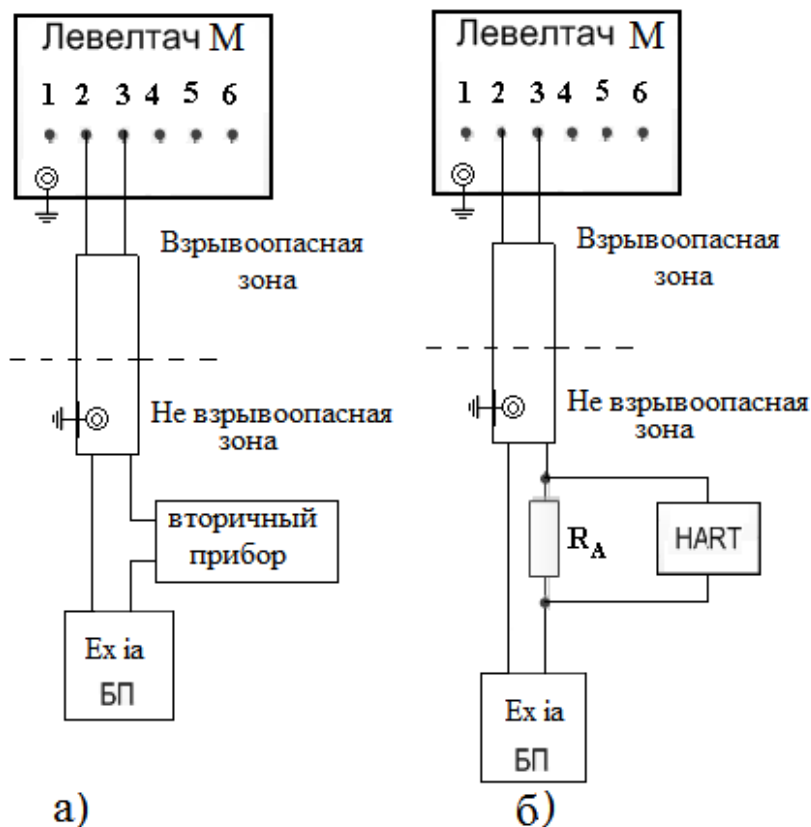 Левелтач М
1 2 3 4 5 6
Взрывоопасная
зона
Не взрывоопасная
зона
вторичный
прибор
Ex ia
БП
а)
Левелтач М
1 2 3 4 5 6
Взрывоопасная
зона
Не взрывоопасная
зона
RA
HART
Ex ia
БП
б)